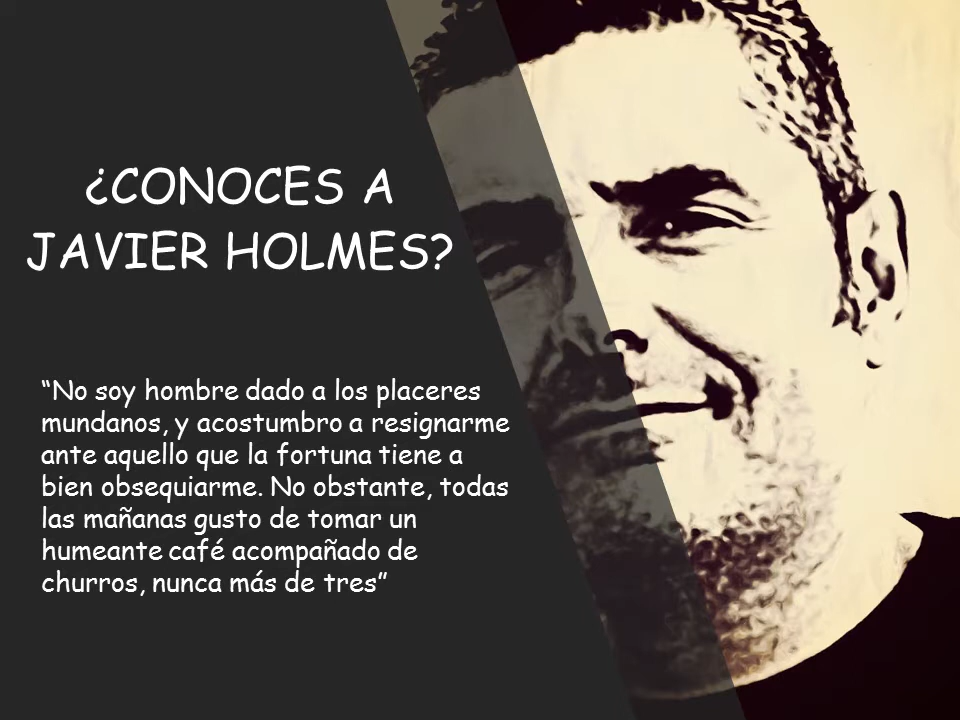 ¿CONOCES A
JAVIER HOLMES?
“No soy hombre dado a los placeres
mundanos, y acostumbro a resignarme
ante aquello que la fortuna tiene a
bien obsequiarme. No obstante, todas
las mañanas gusto de tomar un
humeante café acompañado de
churros, nunca más de tres”